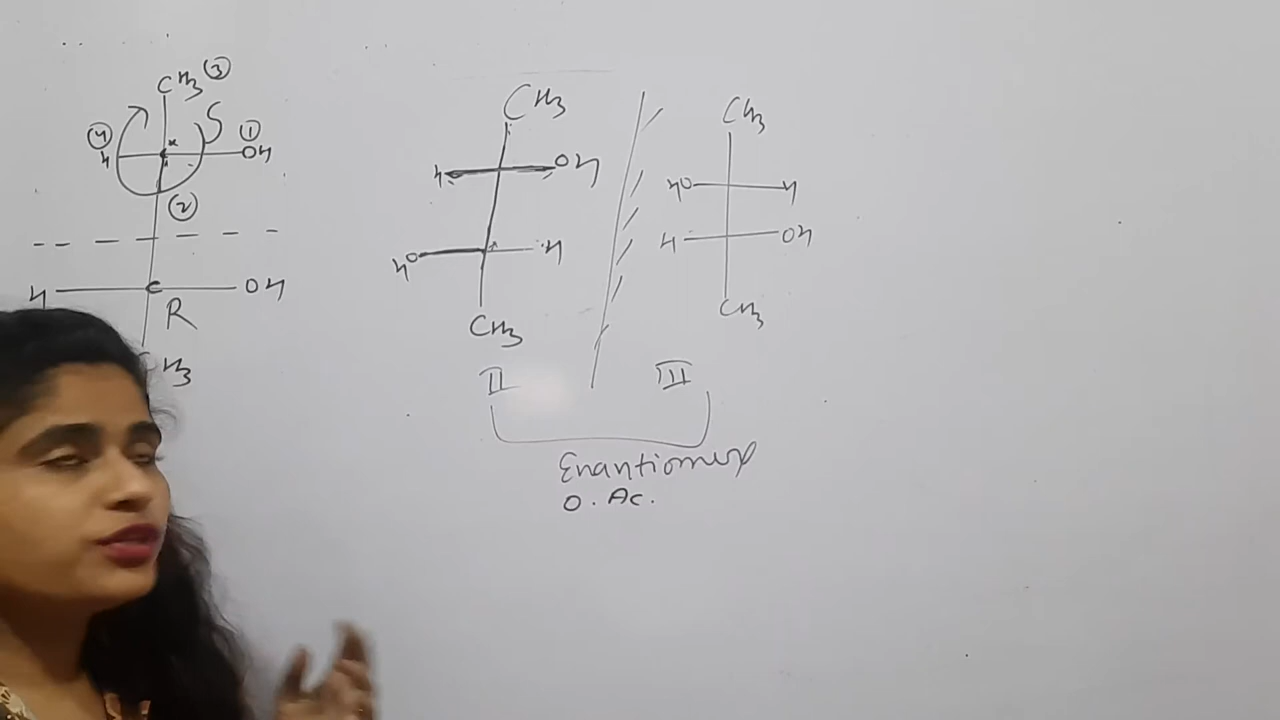 CH3 ③
S
④ ①
H * OH
②
H C OH
R
CH3
CH3
H OH
HO H
CH3
II
CH3
HO H
H OH
CH3
III
Enantiomers
O. Ac.